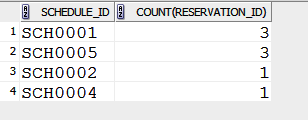 SCHEDULE_ID COUNT(RESERVATION_ID)
1 SCH0001 3
2 SCH0005 3
3 SCH0002 1
4 SCH0004 1